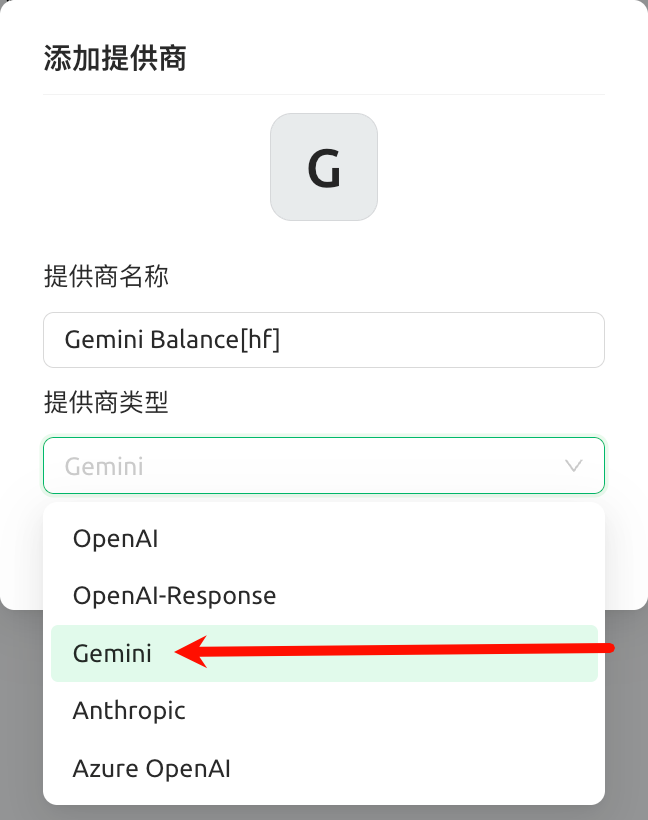 添加提供商
G
提供商名称
Gemini Balance[hf]
提供商类型
Gemini
OpenAI
OpenAI-Response
Gemini
Anthropic
Azure OpenAI